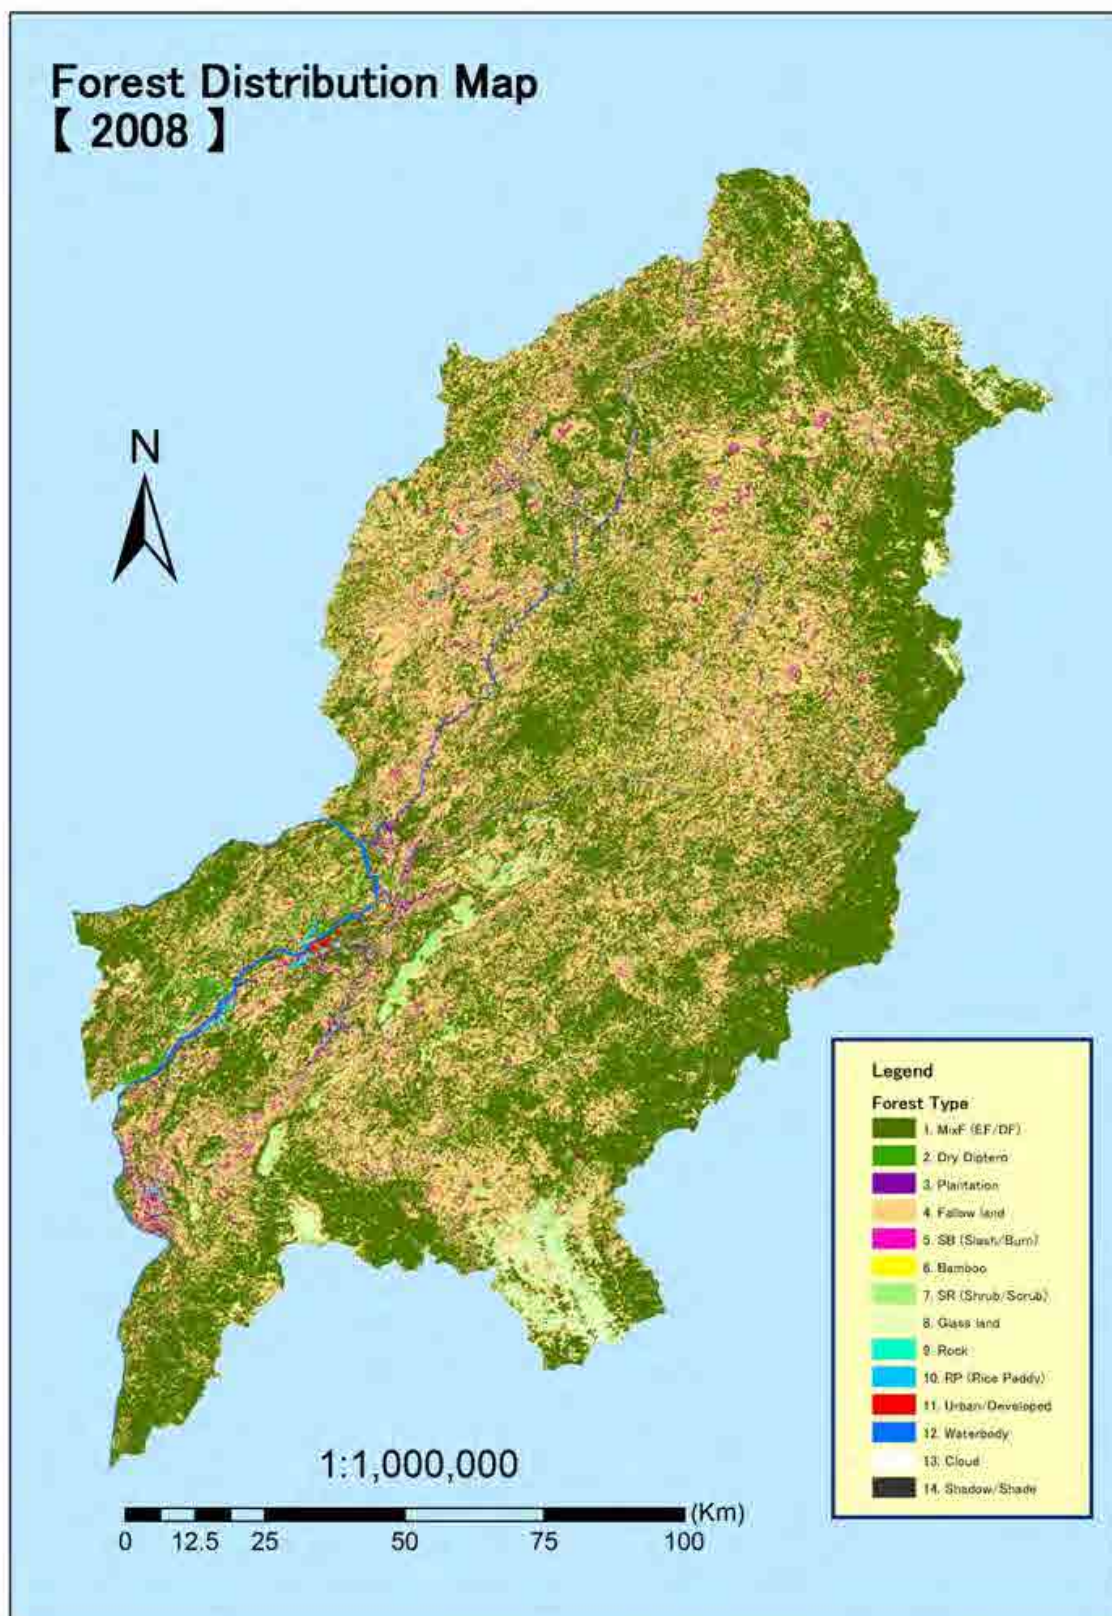 Forest Distribution Map
【 2008 】
N
Legend
Forest Type
1. MixF (EF/DF)
2. Dry Diptero
3. Plantation
4. Fallow land
5. SB (Slash/Burn)
6. Bamboo
7. SR (Shrub/Scrub)
8. Glass land
9. Rock
10. RP (Rice Paddy)
11. Urban/Developed
12. Waterbody
13. Cloud
14. Shadow/Shade
1:1,000,000
(Km)
0 12.5 25 50 75 100